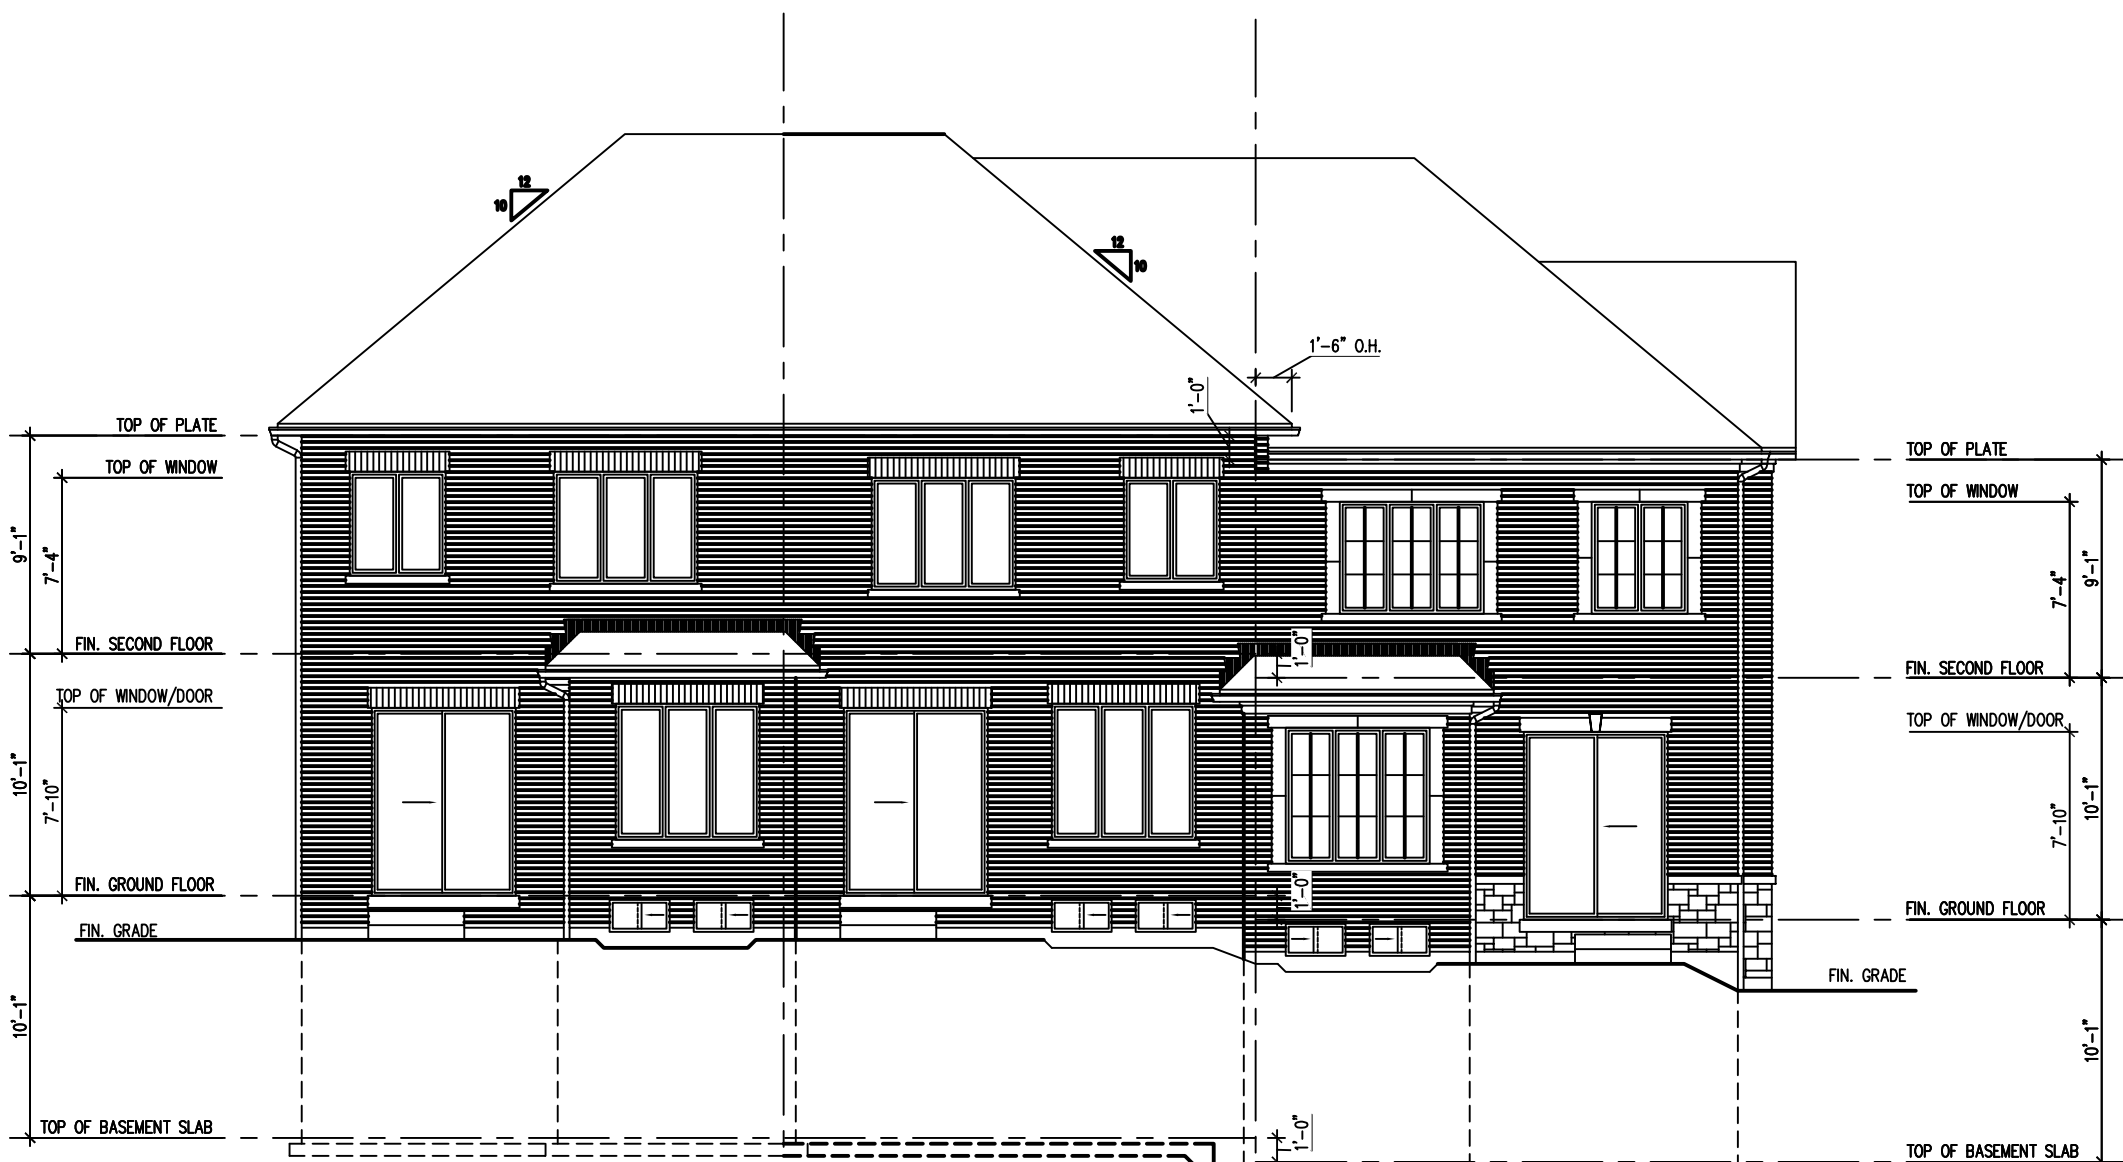 12
10
12
10
1'-6" O.H.
1'-0"
TOP OF PLATE
TOP OF WINDOW
9'-1"
7'-4"
FIN. SECOND FLOOR
TOP OF WINDOW/DOOR
10'-1"
7'-10"
FIN. GROUND FLOOR
FIN. GRADE
10'-1"
TOP OF BASEMENT SLAB
1'-0"
1'-0"
1'-0"
TOP OF PLATE
TOP OF WINDOW
7'-4"
9'-1"
FIN. SECOND FLOOR
TOP OF WINDOW/DOOR
7'-10"
10'-1"
FIN. GROUND FLOOR
FIN. GRADE
10'-1"
TOP OF BASEMENT SLAB